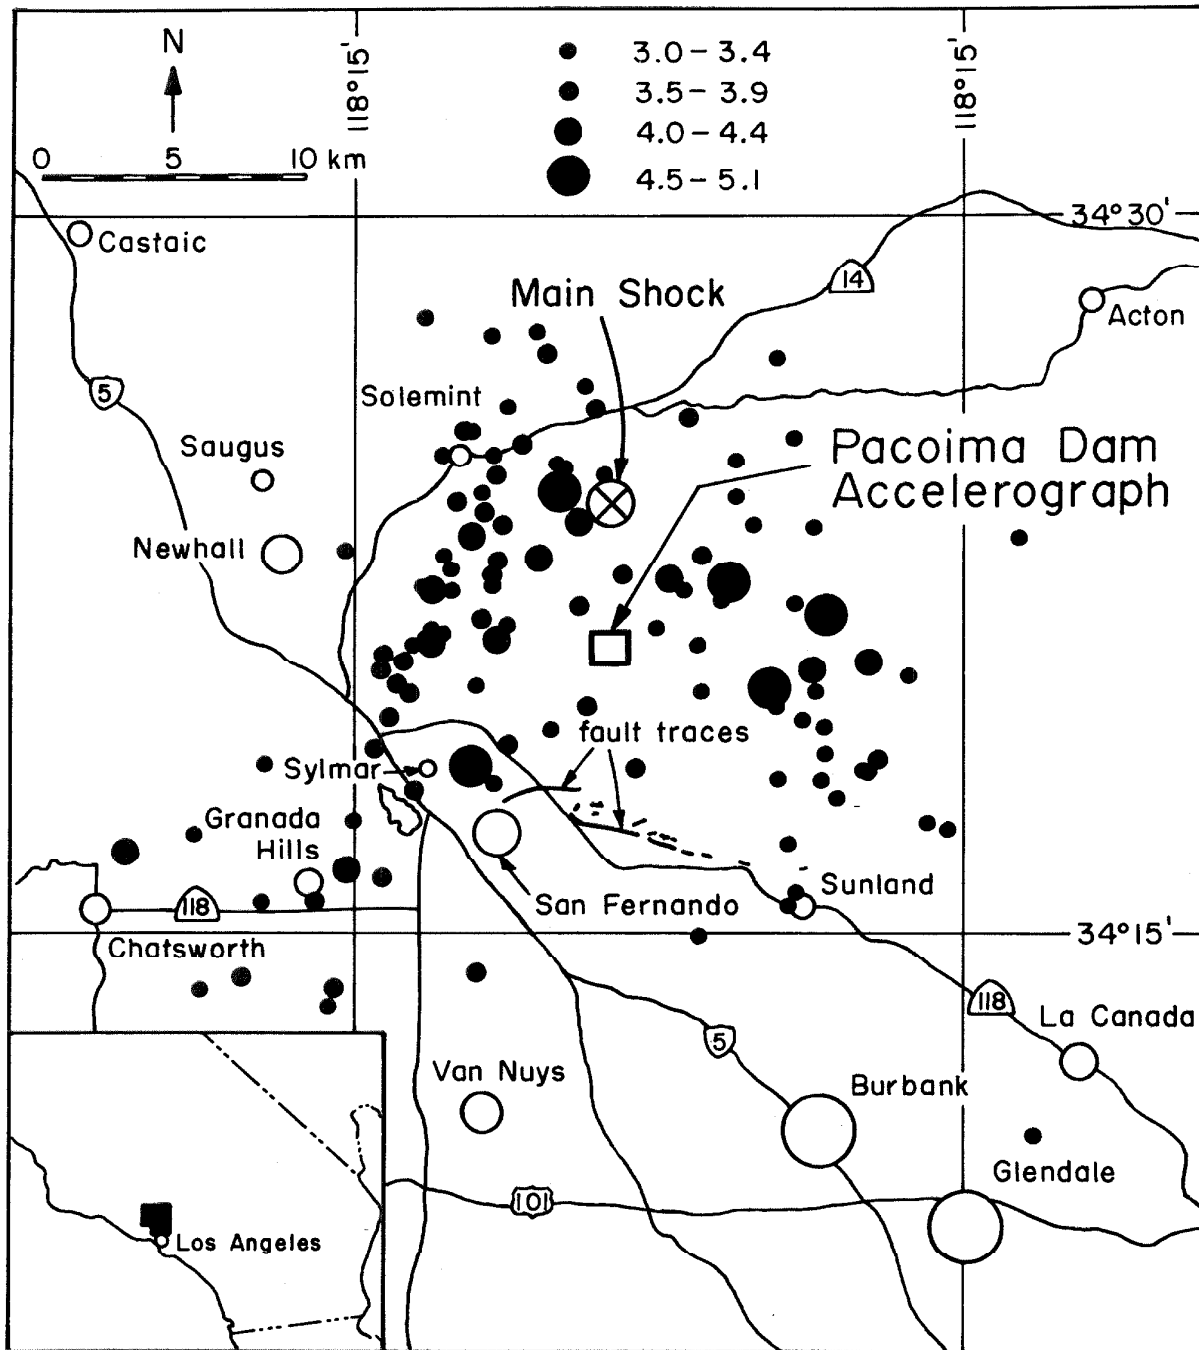 N
0 5 10 km
118°15'
118°15'
3.0 – 3.4
3.5 – 3.9
4.0 – 4.4
4.5 – 5.1
34°30'
Castaic
14
Main Shock
Acton
5
Solemint
Saugus
Pacoima Dam
Accelerograph
Newhall
fault traces
Sylmar
Granada
Hills
118
Sunland
San Fernando
Chatsworth
34°15'
118
La Canada
5
Van Nuys
Burbank
Glendale
101
Los Angeles